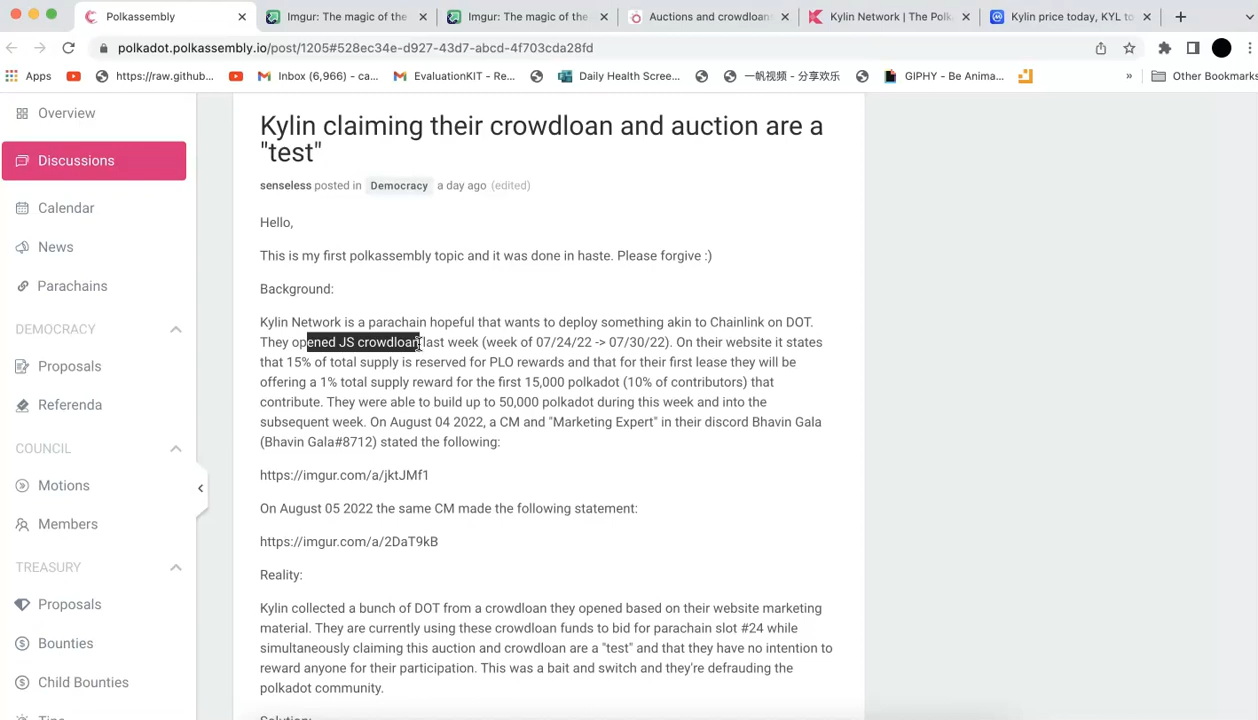 Polkassembly
Imgur: The magic of the
Imgur: The magic of the
Auctions and crowdloan
Kylin Network | The Polk
Kylin price today, KYL to
polkadot.polkassembly.io/post/1205#528ec34e-d927-43d7-abcd-4f703cda28fd
Apps
https://raw.github...
Inbox (6,966) - ca...
EvaluationKIT - Re...
Daily Health Scree...
一帆视频 - 分享欢乐
GIPHY - Be Anima...
»
Other Bookmarks
Overview
Discussions
Calendar
News
Parachains
DEMOCRACY
Proposals
Referenda
COUNCIL
Motions
Members
TREASURY
Proposals
Bounties
Child Bounties
Kylin claiming their crowdloan and auction are a
"test"
senseless posted in Democracy a day ago (edited)
Hello,
This is my first polkassembly topic and it was done in haste. Please forgive :)
Background:
Kylin Network is a parachain hopeful that wants to deploy something akin to Chainlink on DOT.
They opened JS crowdloan last week (week of 07/24/22 -> 07/30/22). On their website it states
that 15% of total supply is reserved for PLO rewards and that for their first lease they will be
offering a 1% total supply reward for the first 15,000 polkadot (10% of contributors) that
contribute. They were able to build up to 50,000 polkadot during this week and into the
subsequent week. On August 04 2022, a CM and "Marketing Expert" in their discord Bhavin Gala
(Bhavin Gala#8712) stated the following:
https://imgur.com/a/jktJMf1
On August 05 2022 the same CM made the following statement:
https://imgur.com/a/2DaT9kB
Reality:
Kylin collected a bunch of DOT from a crowdloan they opened based on their website marketing
material. They are currently using these crowdloan funds to bid for parachain slot #24 while
simultaneously claiming this auction and crowdloan are a "test" and that they have no intention to
reward anyone for their participation. This was a bait and switch and they're defrauding the
polkadot community.